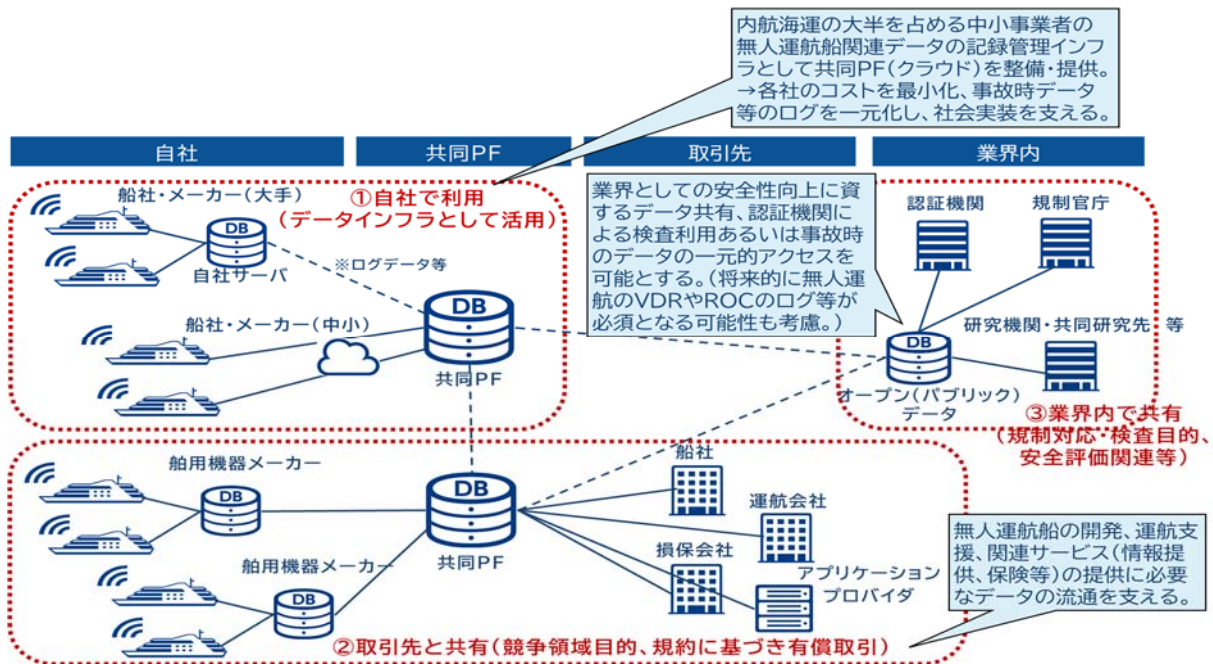 内航海運の大半を占める中小事業者の
無人運航船関連データの記録管理インフ
ラとして共同PF(クラウド)を整備・提供。
→各社のコストを最小化、事故時データ
等のログを一元化し、社会実装を支える。
自社
共同PF
取引先
業界内
船社・メーカー(大手)
①自社で利用
(データインフラとして活用)
DB
自社サーバ
※ログデータ等
船社・メーカー(中小)
DB
共同PF
業界としての安全性向上に資
するデータ共有、認証機関に
よる検査利用あるいは事故時
のデータの一元的アクセスを
可能とする。(将来的に無人運
航のVDRやROCのログ等が
必須となる可能性も考慮。)
認証機関
規制官庁
研究機関・共同研究先 等
DB
オープン(パブリック)
データ
③業界内で共有
(規制対応・検査目的、
安全評価関連等)
舶用機器メーカー
DB
舶用機器メーカー
DB
DB
共同PF
船社
運航会社
損保会社
アプリケーション
プロバイダ
無人運航船の開発、運航支
援、関連サービス(情報提
供、保険等)の提供に必要
なデータの流通を支える。
②取引先と共有(競争領域目的、規約に基づき有償取引)